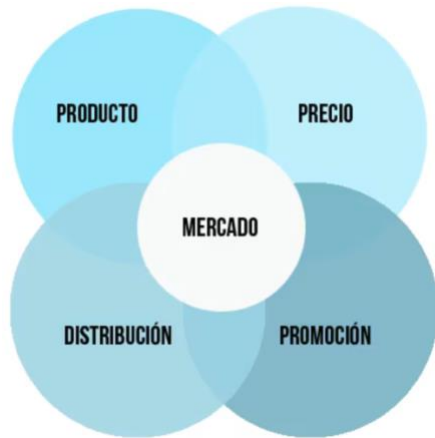 PRODUCTO
PRECIO
MERCADO
DISTRIBUCIÓN
PROMOCIÓN